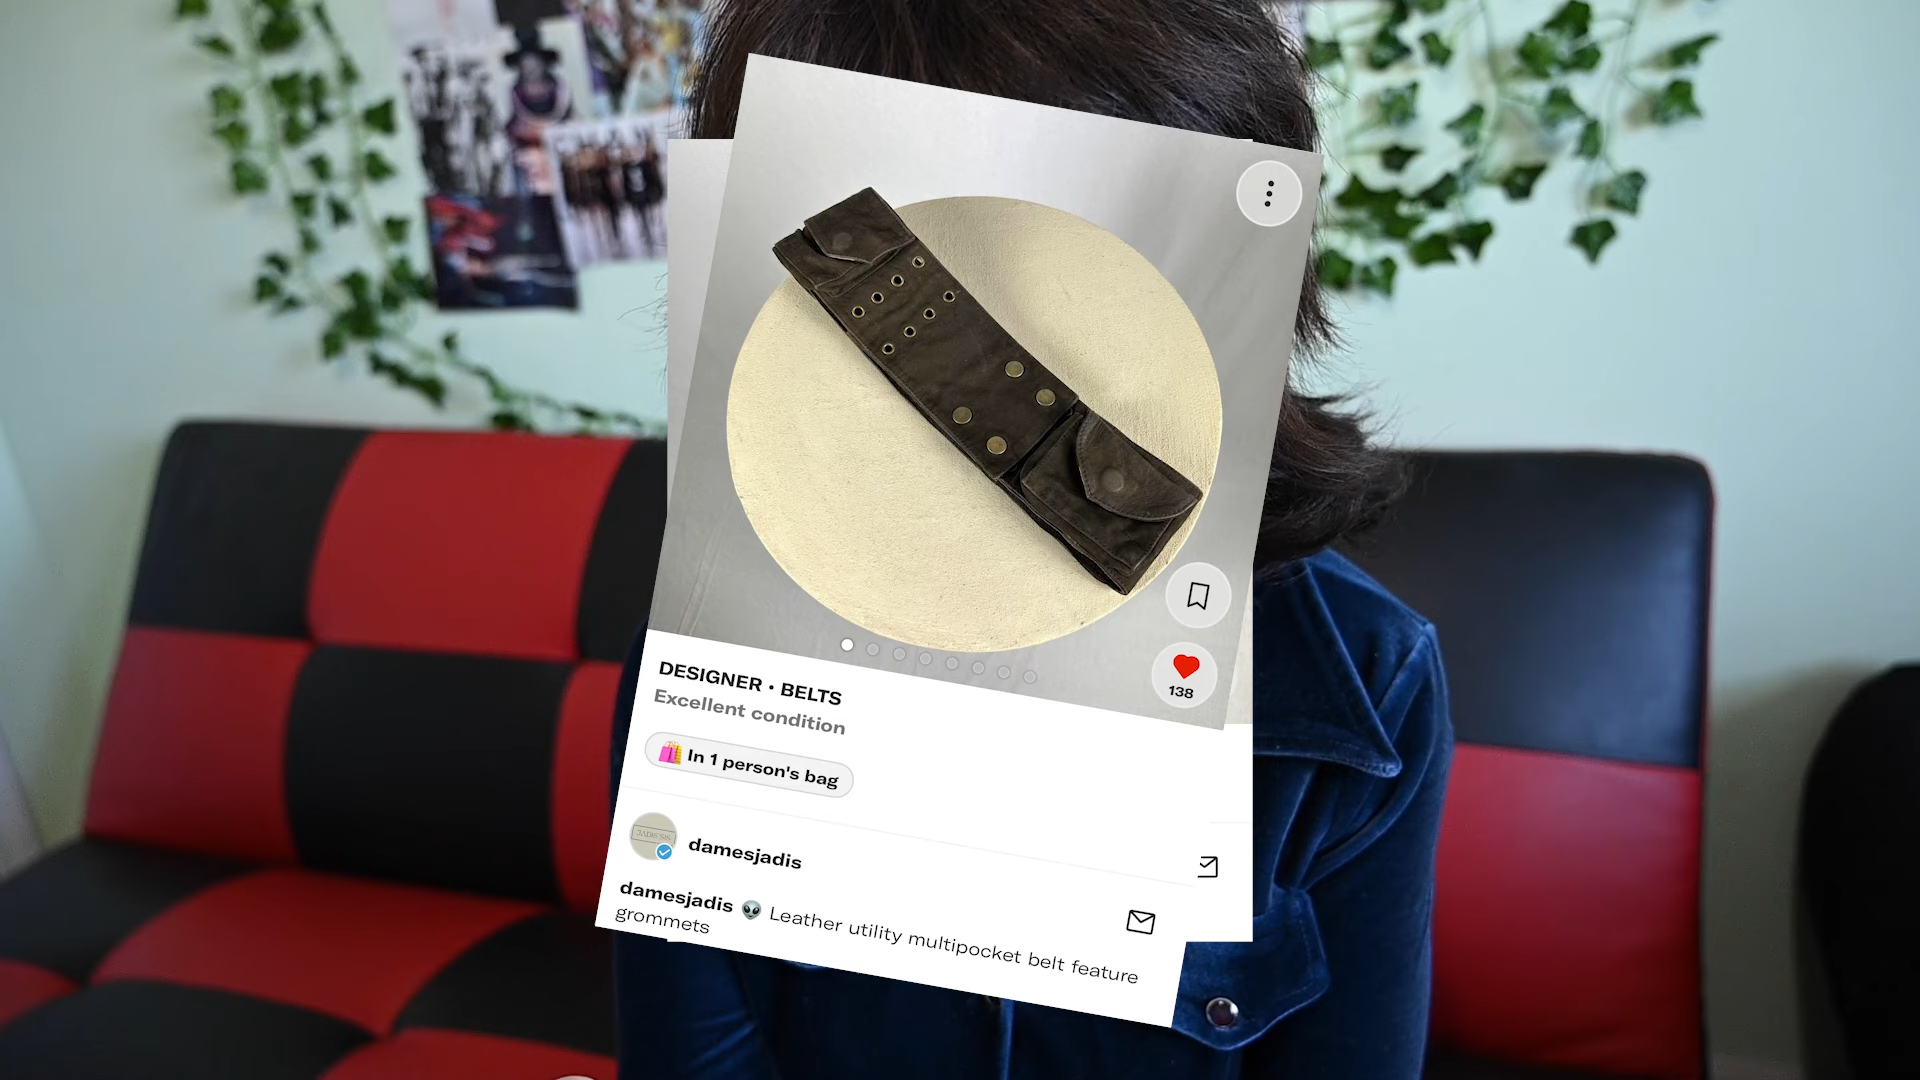 138
DESIGNER • BELTS
Excellent condition
🛍️ In 1 person's bag
damesjadis
damesjadis 👽 Leather utility multipocket belt feature
grommets